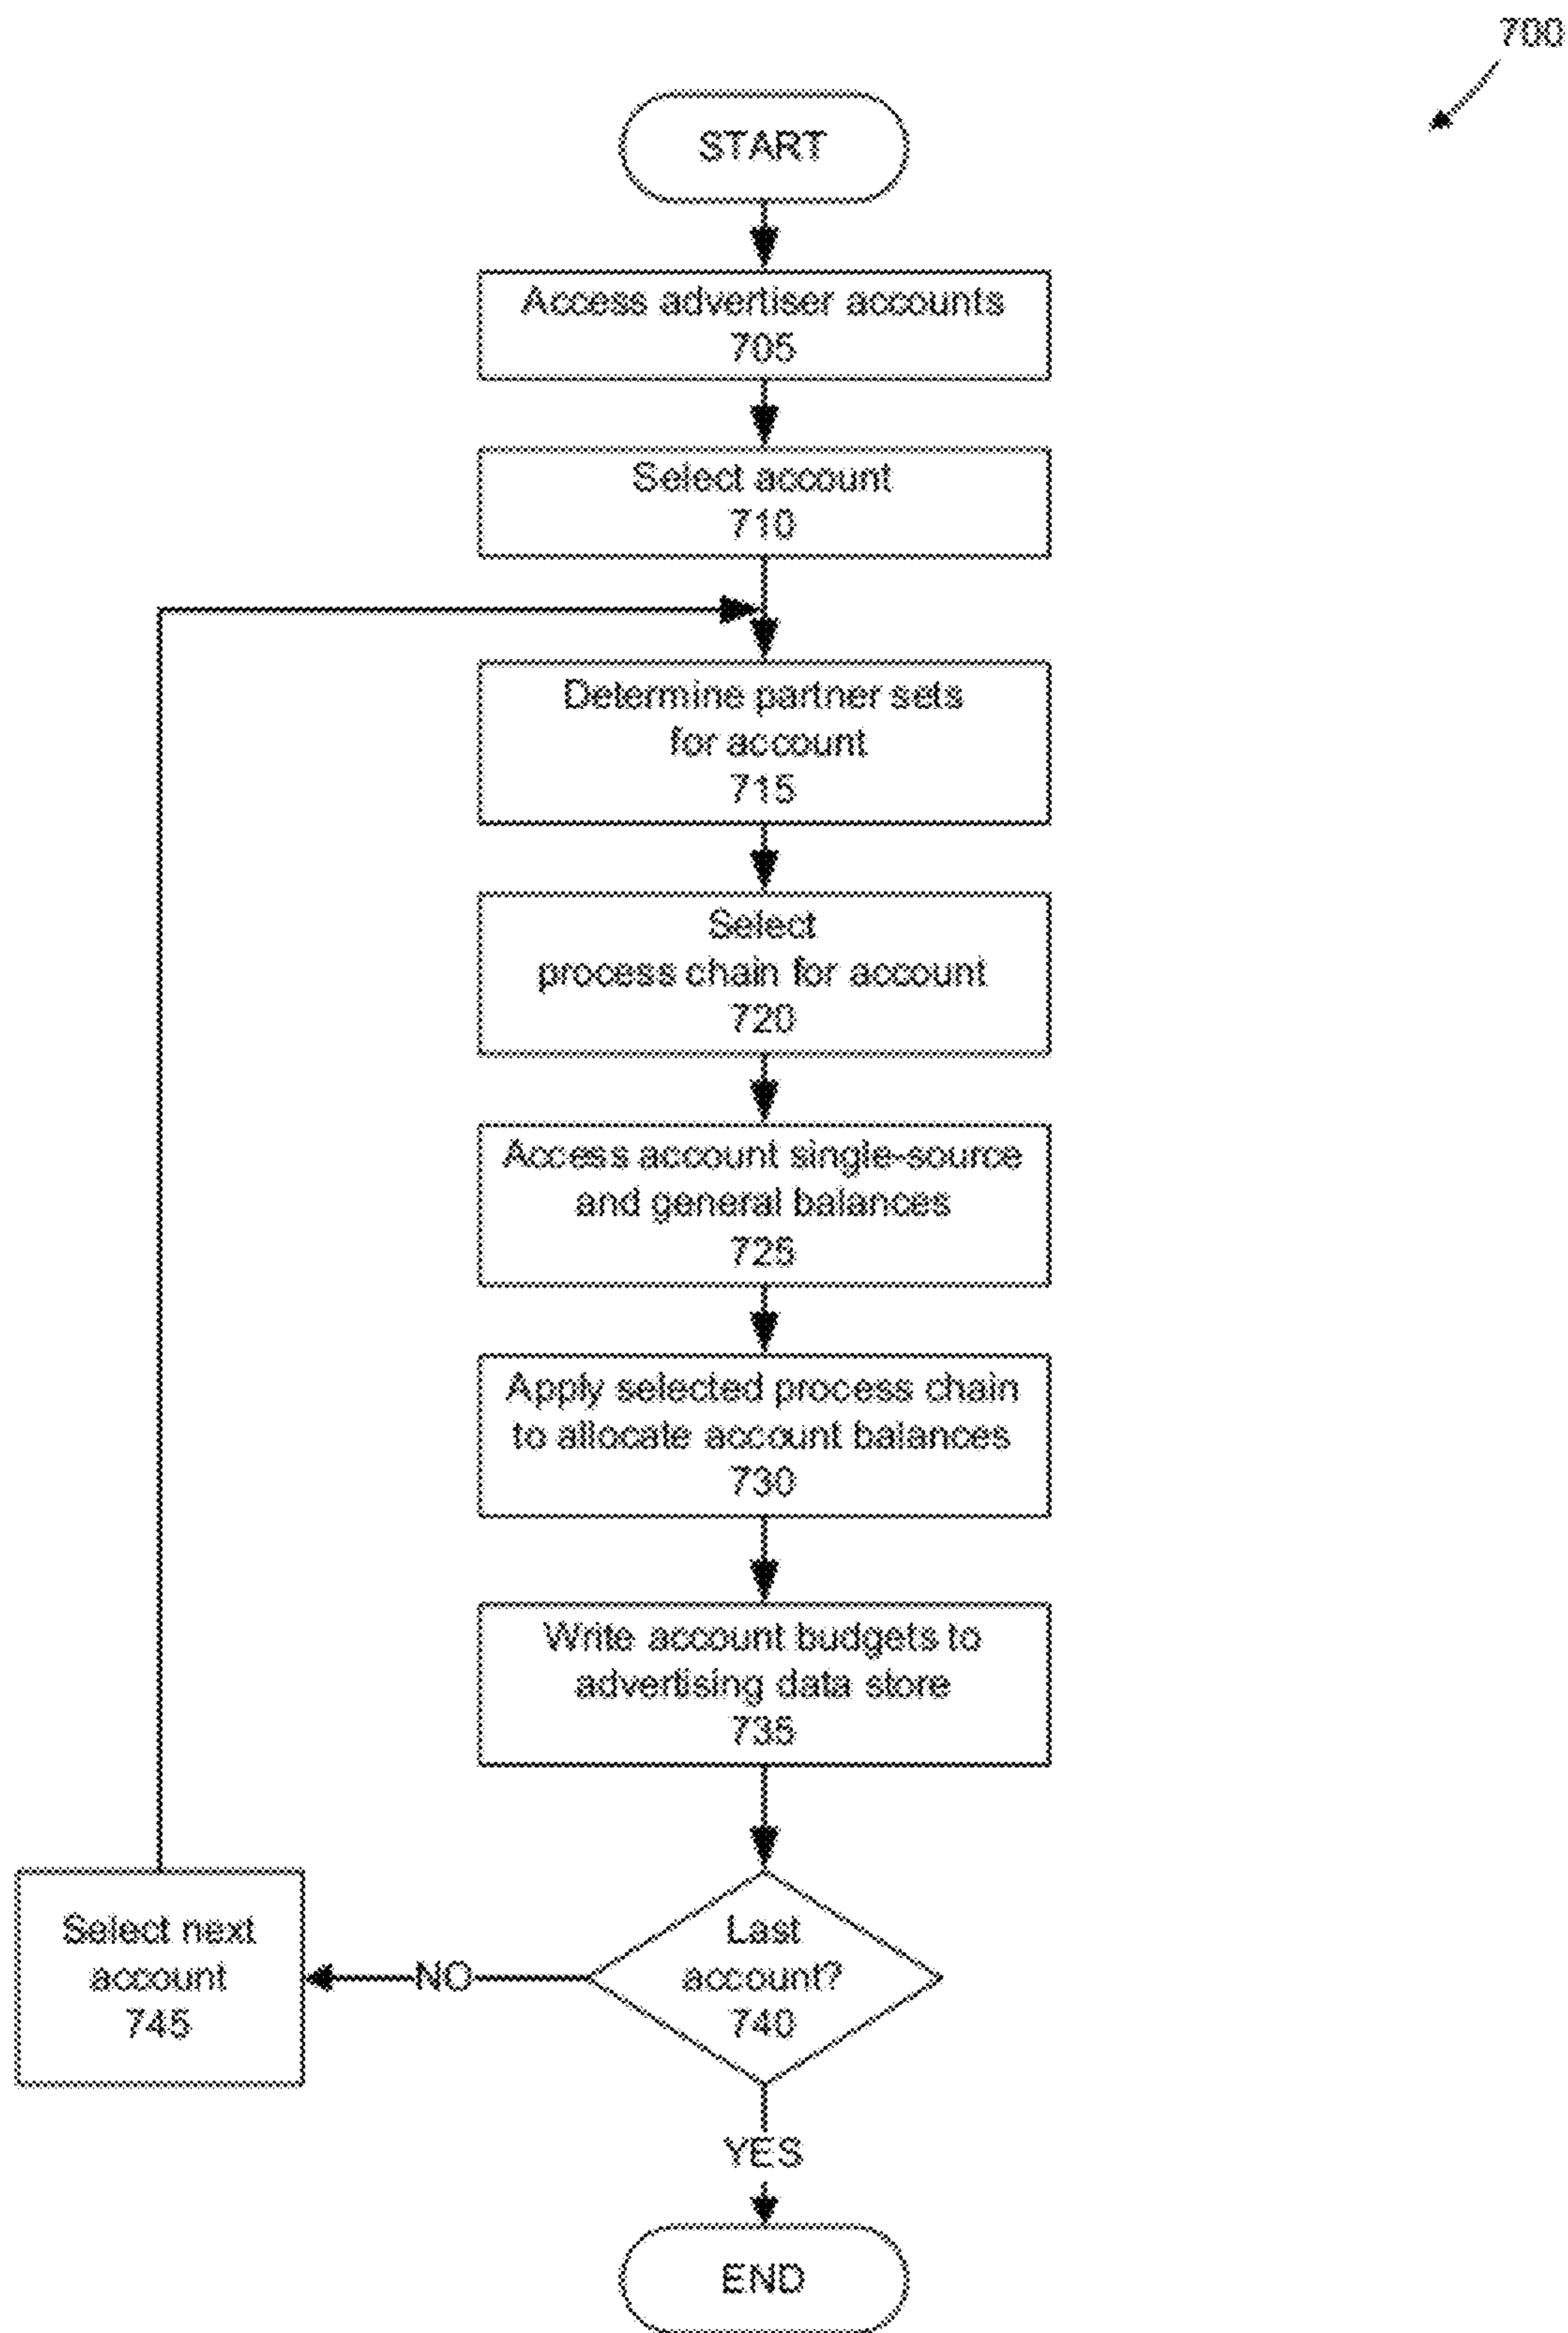 700
START
Access advertiser accounts
705
Select account
710
Determine partner sets
for account
715
Select
process chain for account
720
Access account single-source
and general balances
725
Apply selected process chain
to allocate account balances
730
Write account budgets to
advertising data store
735
Last
account?
740
NO
Select next
account
745
YES
END